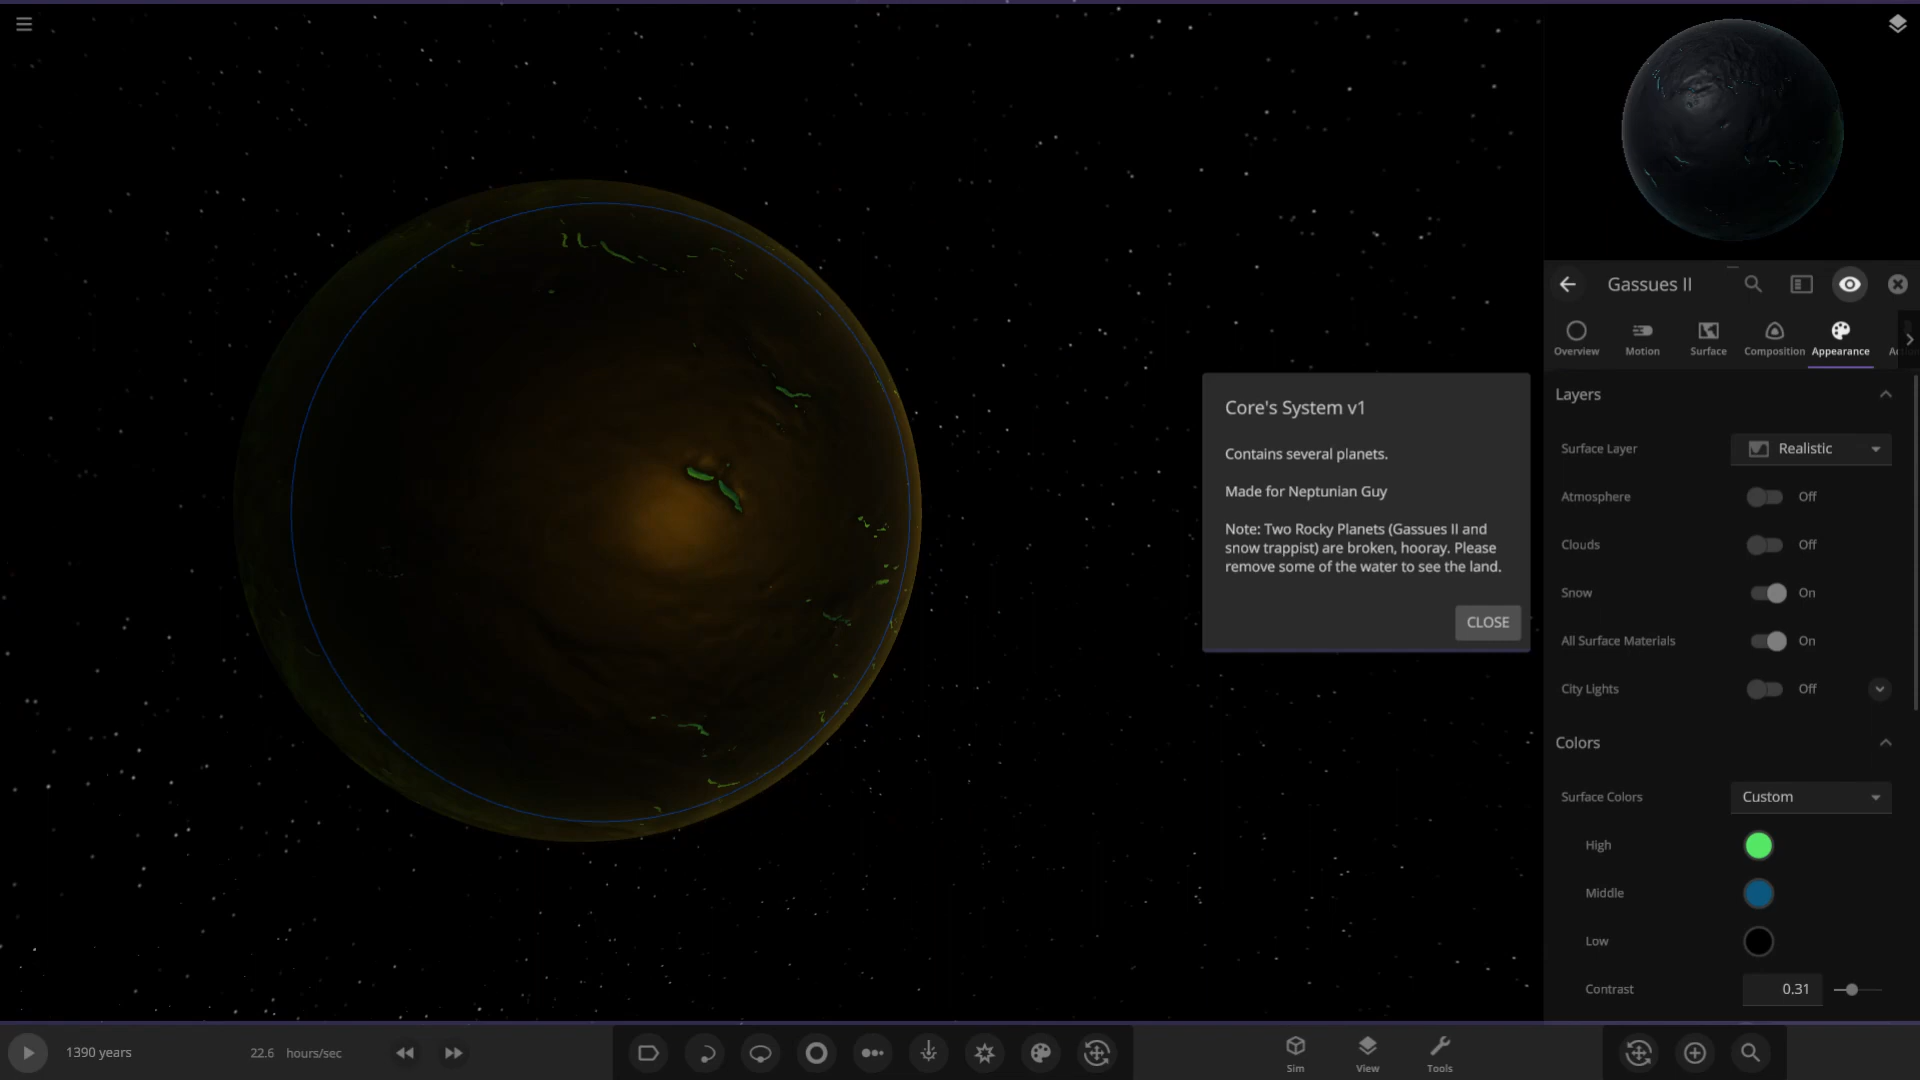 Gassues II
Overview
Motion
Surface
Composition
Appearance
Layers
Surface Layer
Realistic
Atmosphere
Off
Clouds
Off
Snow
On
All Surface Materials
On
City Lights
Off
Colors
Surface Colors
Custom
High
Middle
Low
Contrast
0.31
Core's System v1
Contains several planets.
Made for Neptunian Guy
Note: Two Rocky Planets (Gassues II and
snow trappist) are broken, hooray. Please
remove some of the water to see the land.
CLOSE
1390 years
22.6 hours/sec
Sim
View
Tools